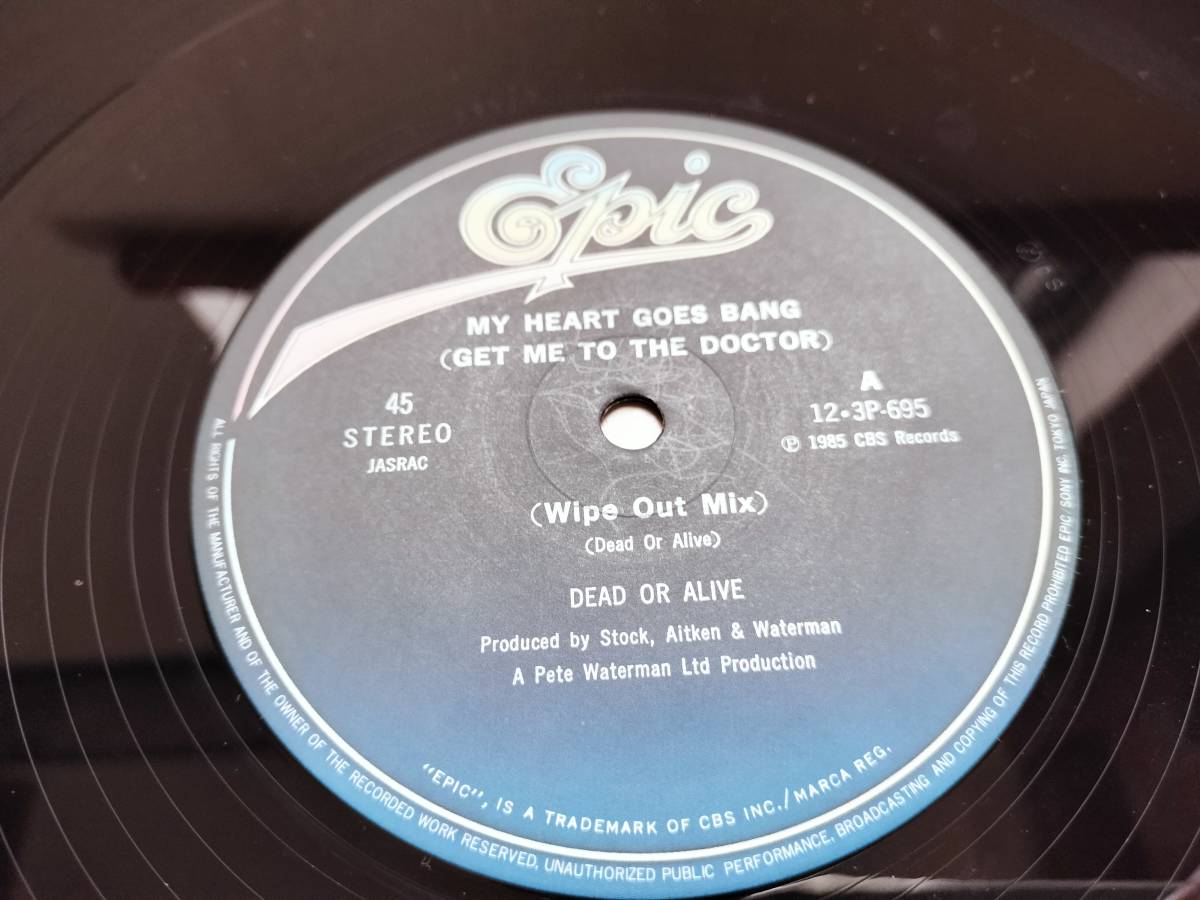 Epic
MY HEART GOES BANG
(GET ME TO THE DOCTOR)
45
STEREO
JASRAC
A
12・3P-695
Ⓟ 1985 CBS Records
(Wipe Out Mix)
(Dead Or Alive)
DEAD OR ALIVE
Produced by Stock, Aitken & Waterman
A Pete Waterman Ltd Production
"EPIC", IS A TRADEMARK OF CBS INC./MARCA REG.
ALL RIGHTS OF THE MANUFACTURER AND OF THE OWNER OF THE RECORDED WORK RESERVED. UNAUTHORIZED PUBLIC PERFORMANCE, BROADCASTING AND COPYING OF THIS RECORD PROHIBITED EPIC/SONY INC. TOKYO JAPAN